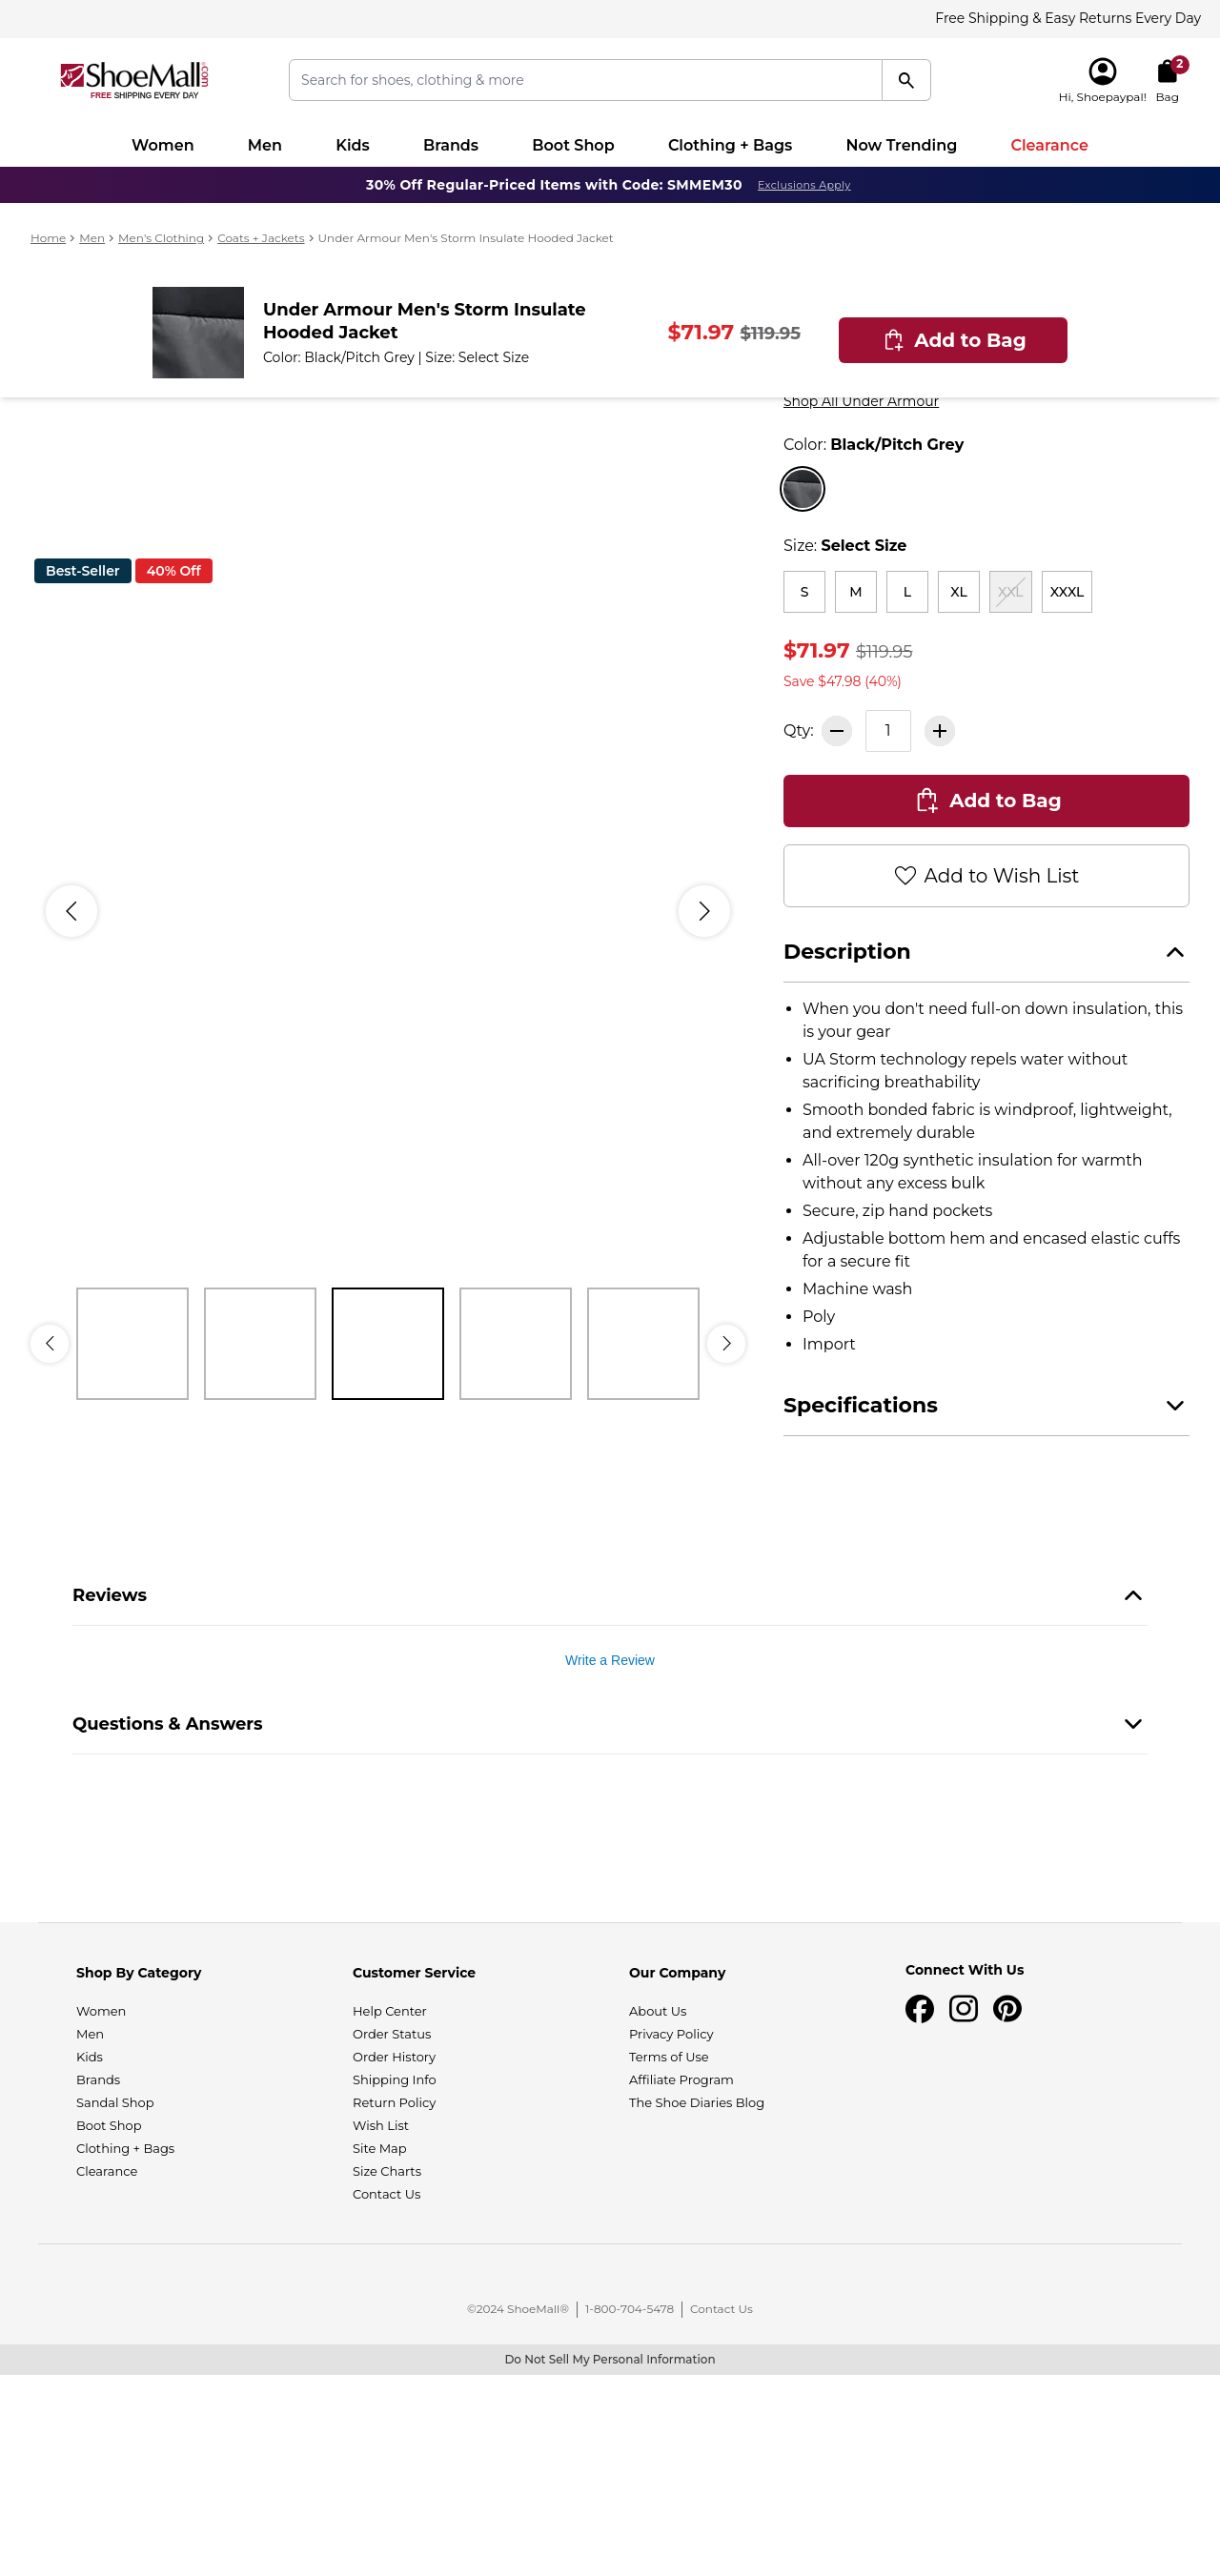 Free Shipping & Easy Returns Every Day
ShoeMall.com
FREE SHIPPING EVERY DAY
Search for shoes, clothing & more
Hi, Shoepaypal!
2
Bag
Women Men Kids Brands Boot Shop Clothing + Bags Now Trending Clearance
30% Off Regular-Priced Items with Code: SMMEM30 Exclusions Apply
Home > Men > Men's Clothing > Coats + Jackets > Under Armour Men's Storm Insulate Hooded Jacket
Under Armour Men's Storm Insulate
Hooded Jacket
Color: Black/Pitch Grey | Size: Select Size
$71.97 $119.95
Add to Bag
Shop All Under Armour
Color: Black/Pitch Grey
Size: Select Size
Best-Seller 40% Off
S M L XL XXL XXXL
$71.97 $119.95
Save $47.98 (40%)
Qty: 1
Add to Bag
Add to Wish List
Description
• When you don't need full-on down insulation, this
is your gear
• UA Storm technology repels water without
sacrificing breathability
• Smooth bonded fabric is windproof, lightweight,
and extremely durable
• All-over 120g synthetic insulation for warmth
without any excess bulk
• Secure, zip hand pockets
• Adjustable bottom hem and encased elastic cuffs
for a secure fit
• Machine wash
• Poly
• Import
Specifications
Reviews
Write a Review
Questions & Answers
Shop By Category
Women
Men
Kids
Brands
Sandal Shop
Boot Shop
Clothing + Bags
Clearance
Customer Service
Help Center
Order Status
Order History
Shipping Info
Return Policy
Wish List
Site Map
Size Charts
Contact Us
Our Company
About Us
Privacy Policy
Terms of Use
Affiliate Program
The Shoe Diaries Blog
Connect With Us
©2024 ShoeMall® | 1-800-704-5478 | Contact Us
Do Not Sell My Personal Information